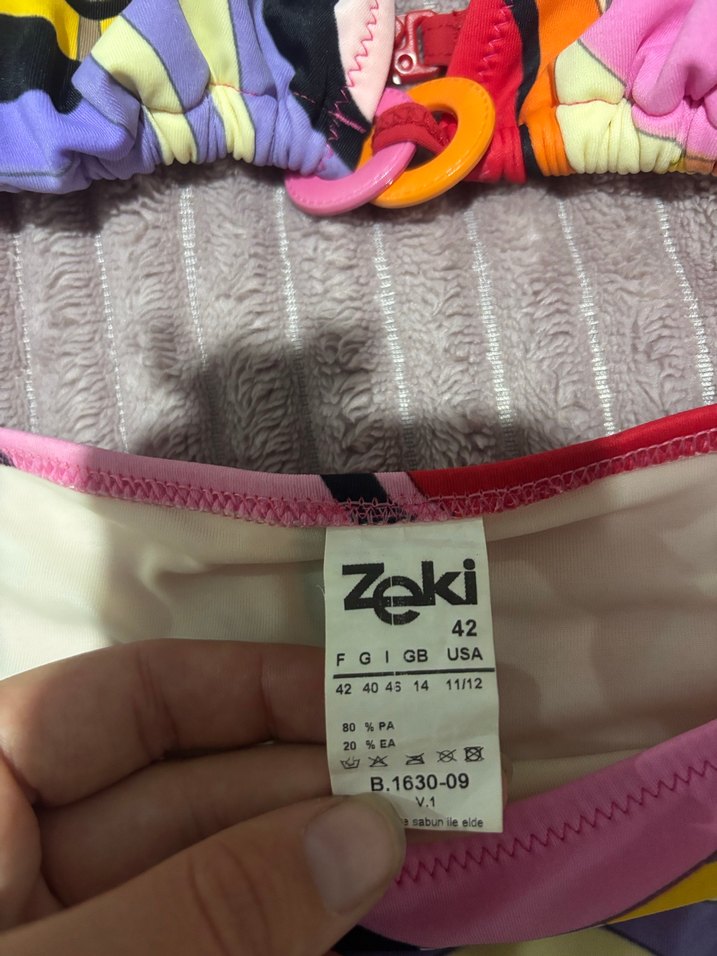 Zeki
42
F G I GB USA
42 40 46 14 11/12
80 % PA
20 % EA
B.1630-09
V.1
sabun ile elde